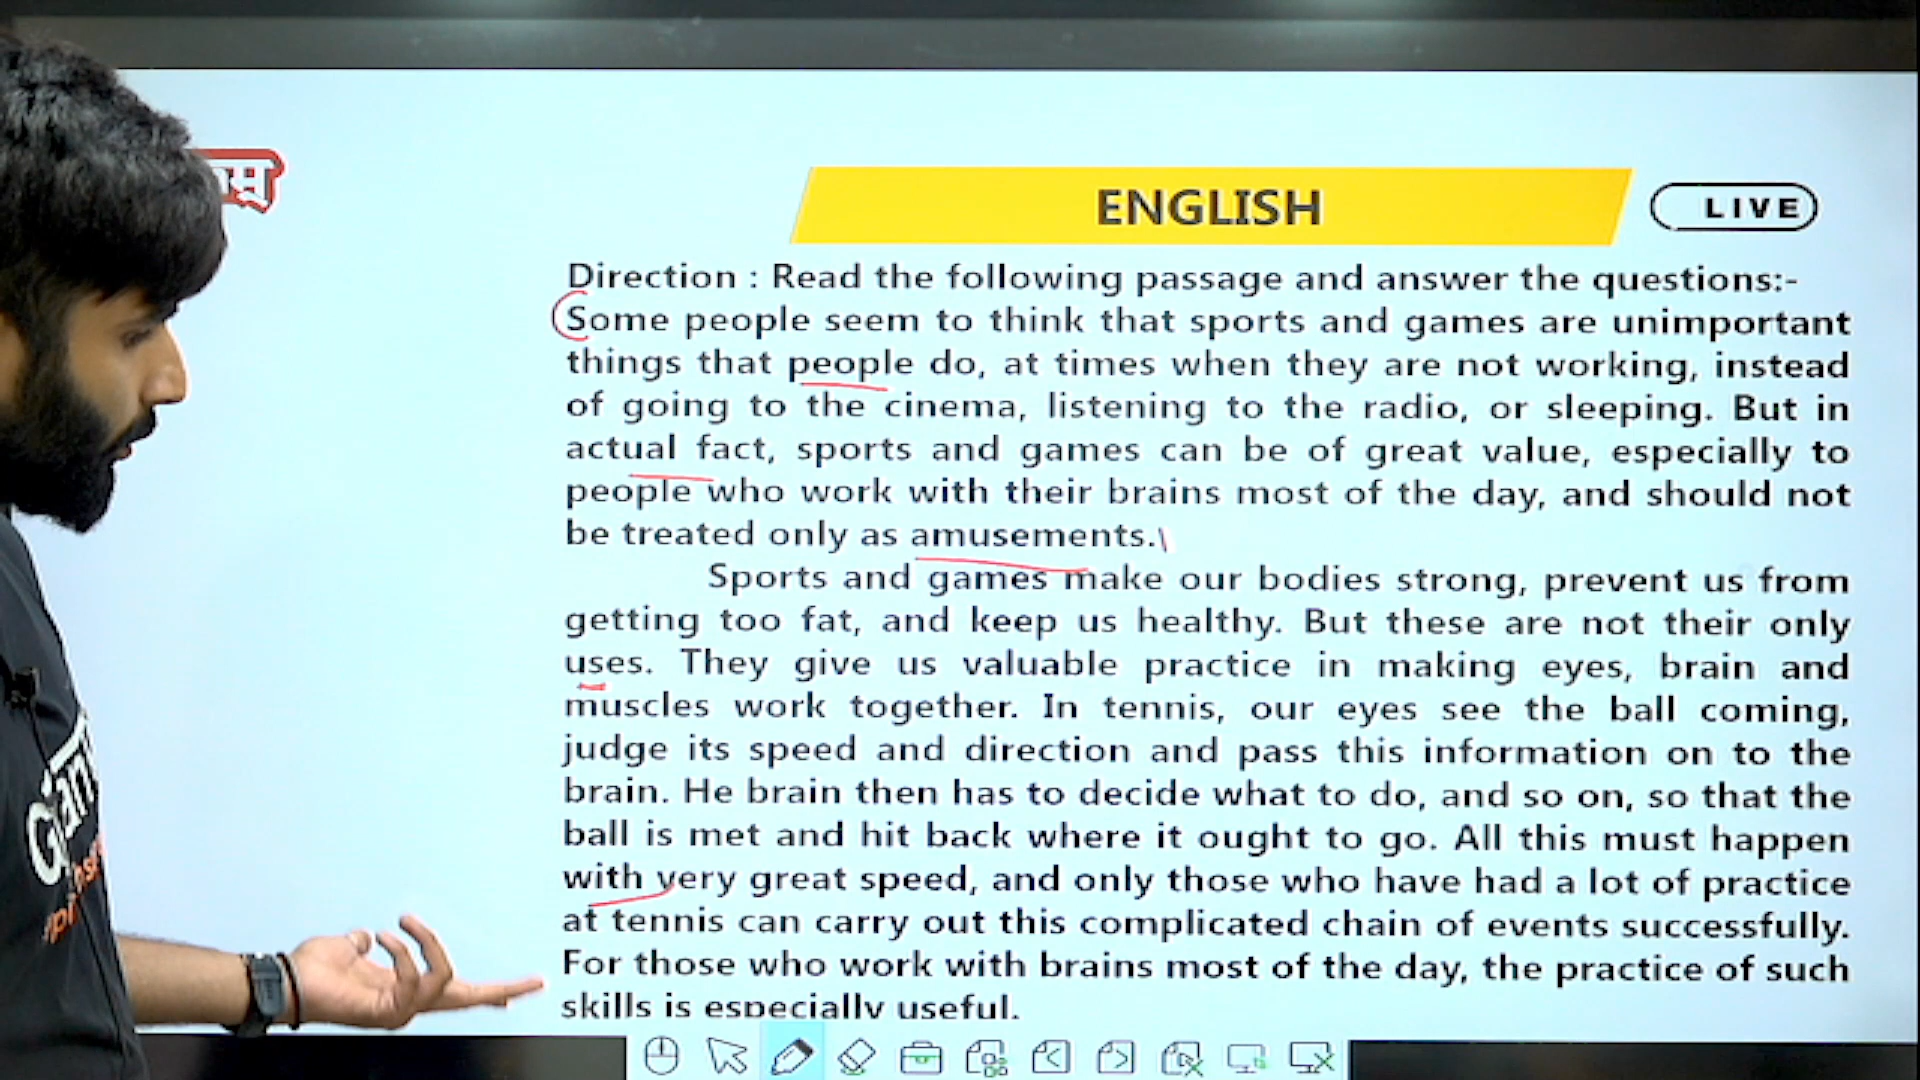 ENGLISH
LIVE
Direction : Read the following passage and answer the questions:-
Some people seem to think that sports and games are unimportant
things that people do, at times when they are not working, instead
of going to the cinema, listening to the radio, or sleeping. But in
actual fact, sports and games can be of great value, especially to
people who work with their brains most of the day, and should not
be treated only as amusements.
Sports and games make our bodies strong, prevent us from
getting too fat, and keep us healthy. But these are not their only
uses. They give us valuable practice in making eyes, brain and
muscles work together. In tennis, our eyes see the ball coming,
judge its speed and direction and pass this information on to the
brain. He brain then has to decide what to do, and so on, so that the
ball is met and hit back where it ought to go. All this must happen
with very great speed, and only those who have had a lot of practice
at tennis can carry out this complicated chain of events successfully.
For those who work with brains most of the day, the practice of such
skills is especially useful.